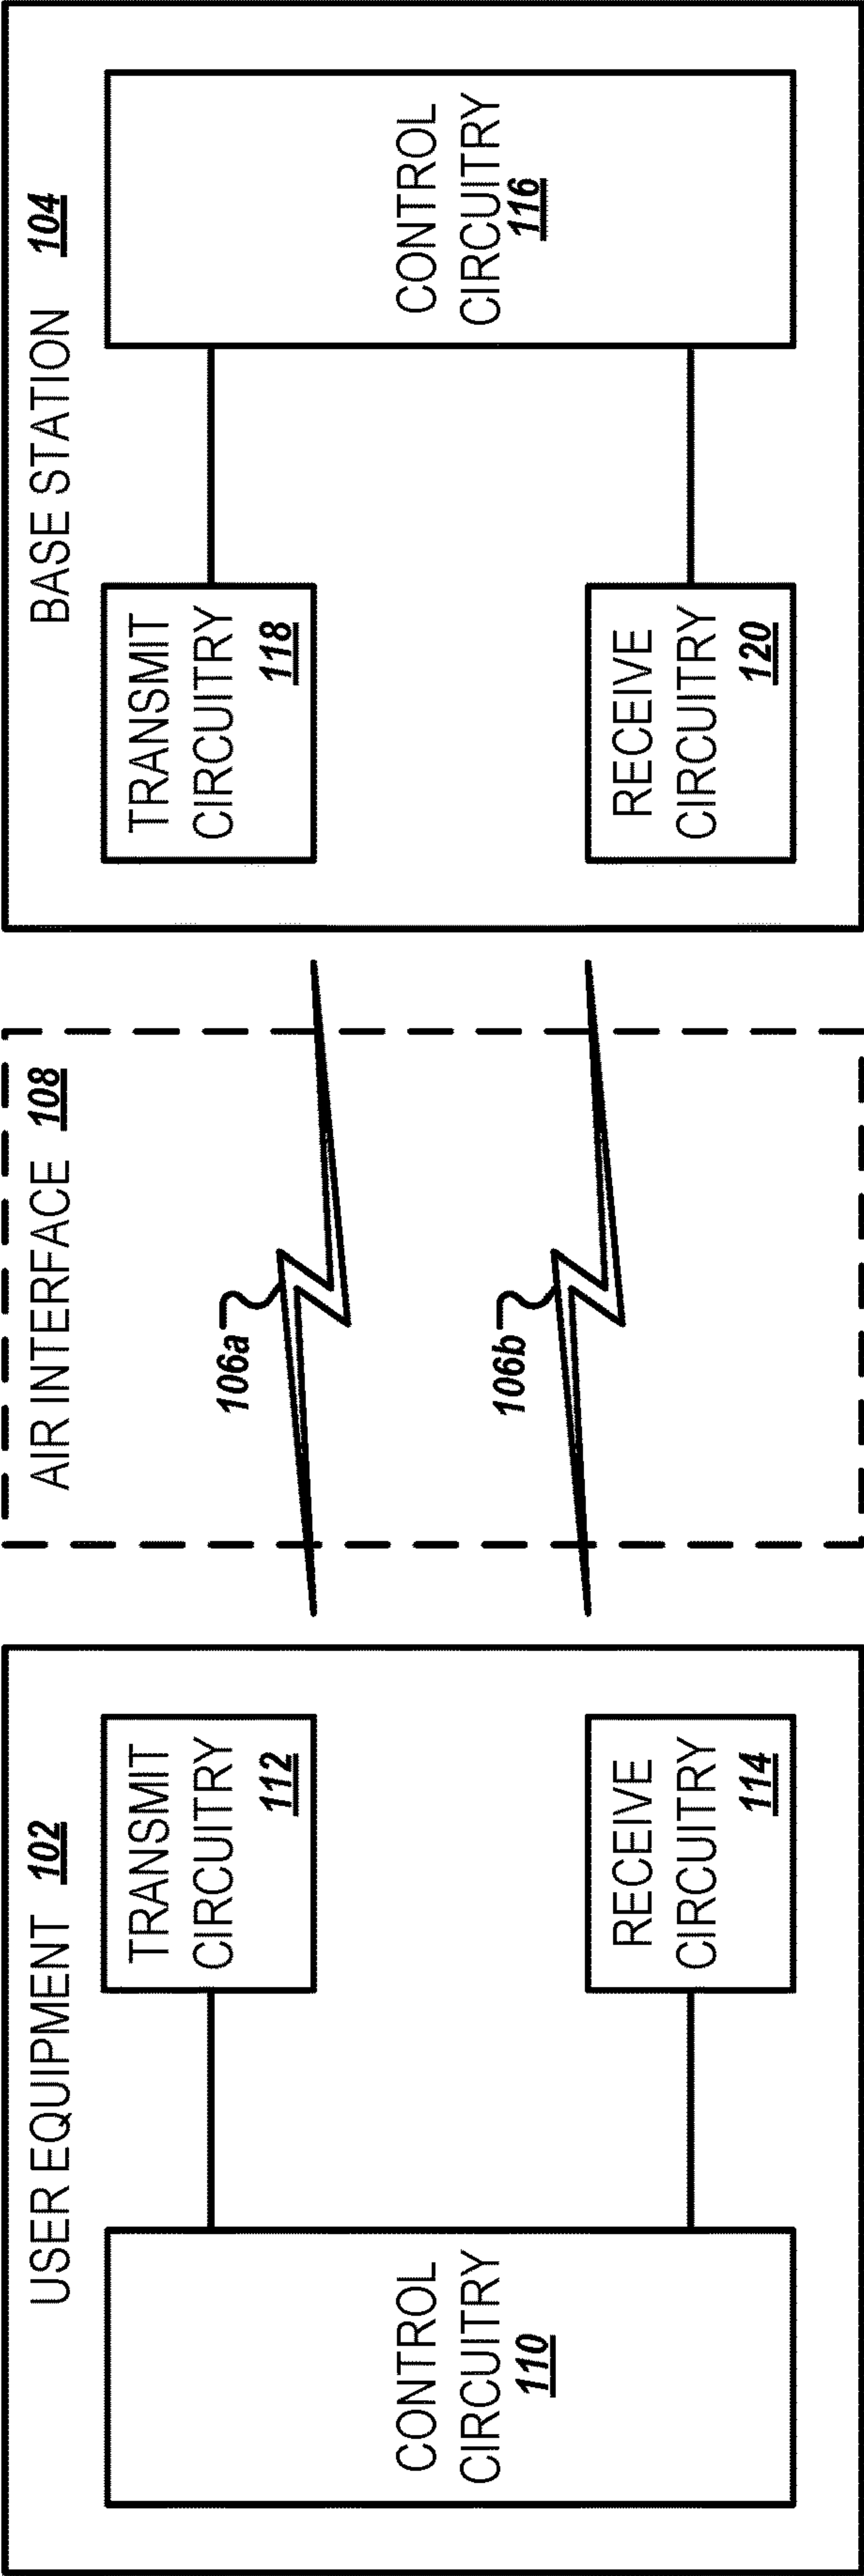 USER EQUIPMENT 102
CONTROL
CIRCUITRY
110
TRANSMIT
CIRCUITRY
112
RECEIVE
CIRCUITRY
114
AIR INTERFACE 108
106a
106b
BASE STATION 104
TRANSMIT
CIRCUITRY
118
RECEIVE
CIRCUITRY
120
CONTROL
CIRCUITRY
116